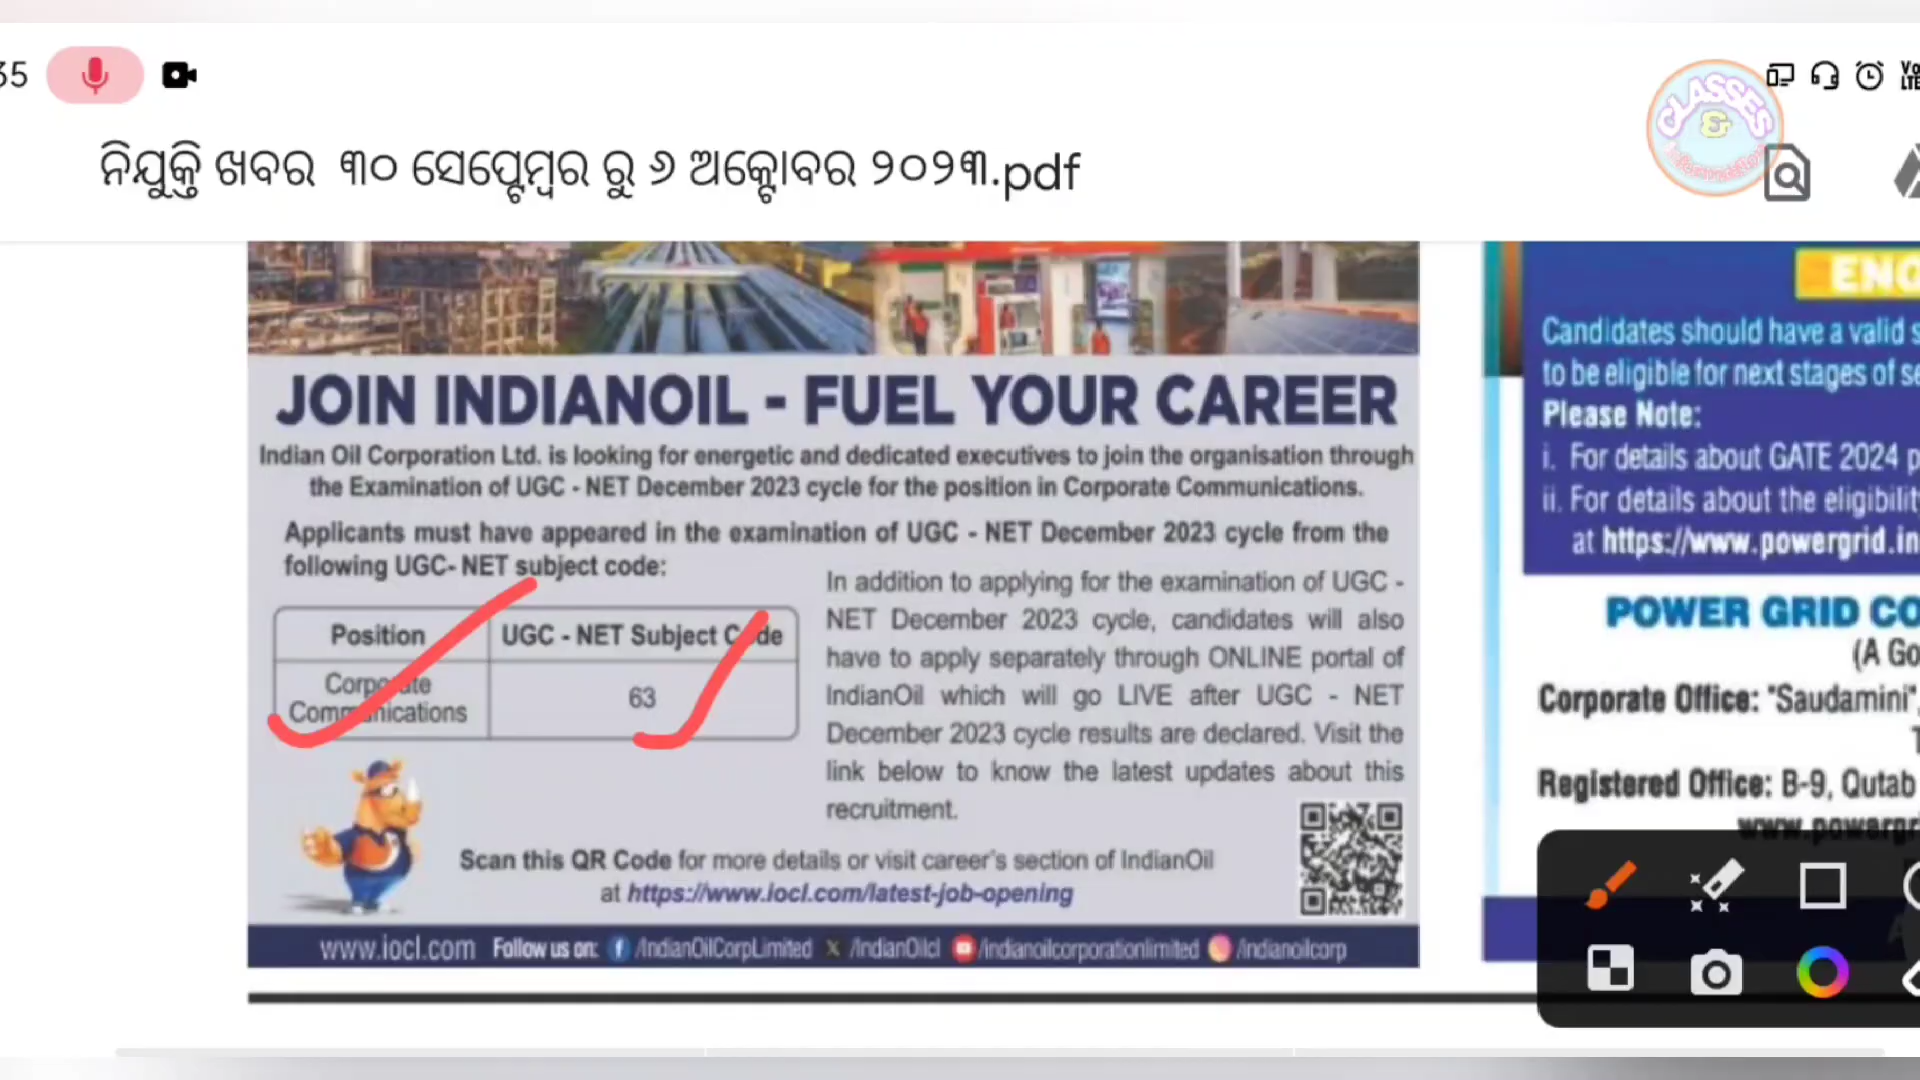 35
ନିଯୁକ୍ତି ଖବର ୩୦ ସେପ୍ଟେମ୍ବର ରୁ ୬ ଅକ୍ଟୋବର ୨୦୨୩.pdf
CLASSES
&
JOIN INDIANOIL - FUEL YOUR CAREER
Indian Oil Corporation Ltd. is looking for energetic and dedicated executives to join the organisation through
the Examination of UGC - NET December 2023 cycle for the position in Corporate Communications.
Applicants must have appeared in the examination of UGC - NET December 2023 cycle from the
following UGC- NET subject code:
Position UGC - NET Subject Code
Corporate
Communications
63
In addition to applying for the examination of UGC -
NET December 2023 cycle, candidates will also
have to apply separately through ONLINE portal of
IndianOil which will go LIVE after UGC - NET
December 2023 cycle results are declared. Visit the
link below to know the latest updates about this
recruitment.
Scan this QR Code for more details or visit career's section of IndianOil
at https://www.iocl.com/latest-job-opening
www.iocl.com Follow us on: /IndianOilCorpLimited X /IndianOilcl /indianoilcorporationlimited /indianoilcorp
ENG
Candidates should have a valid s
to be eligible for next stages of se
Please Note:
i. For details about GATE 2024 p
ii. For details about the eligibilit
at https://www.powergrid.in
POWER GRID CO
(A Go
Corporate Office: "Saudamini",
Registered Office: B-9, Qutab
www.powergr